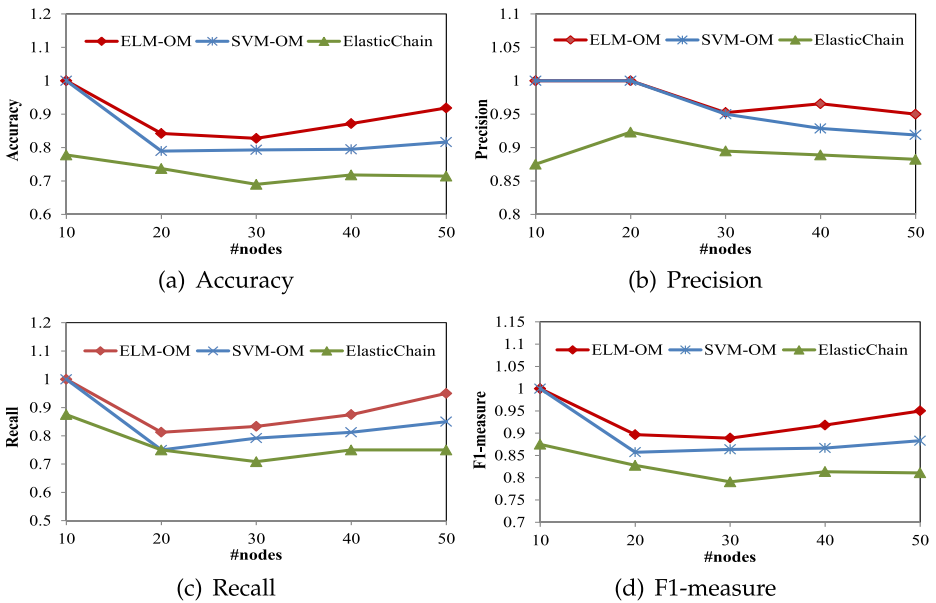 1.2
1.1
1
0.9
0.8
0.7
0.6
Accuracy
ELM-OM SVM-OM ElasticChain
10 20 30 40 50
#nodes
(a) Accuracy
1.1
1.05
1
0.95
0.9
0.85
0.8
Precision
ELM-OM SVM-OM ElasticChain
10 20 30 40 50
#nodes
(b) Precision
1.2
1.1
1
0.9
0.8
0.7
0.6
0.5
Recall
ELM-OM SVM-OM ElasticChain
10 20 30 40 50
#nodes
(c) Recall
1.15
1.1
1.05
1
0.95
0.9
0.85
0.8
0.75
0.7
F1-measure
ELM-OM SVM-OM ElasticChain
10 20 30 40 50
#nodes
(d) F1-measure